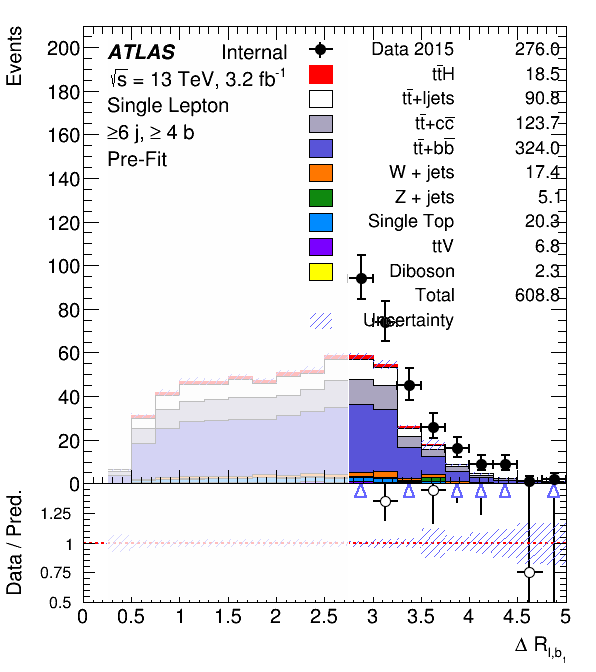 Events
ATLAS Internal
√s = 13 TeV, 3.2 fb⁻¹
Single Lepton
≥6 j, ≥ 4 b
Pre-Fit
Data 2015 276.0
tt̄H 18.5
tt̄+ljets 90.8
tt̄+cc̄ 123.7
tt̄+bb̄ 324.0
W + jets 17.4
Z + jets 5.1
Single Top 20.3
ttV 6.8
Diboson 2.3
Total 608.8
Uncertainty
200
180
160
140
120
100
80
60
40
20
0
Data / Pred.
1.25
1
0.75
0.5
0 0.5 1 1.5 2 2.5 3 3.5 4 4.5 5
Δ R_{l,b₁}